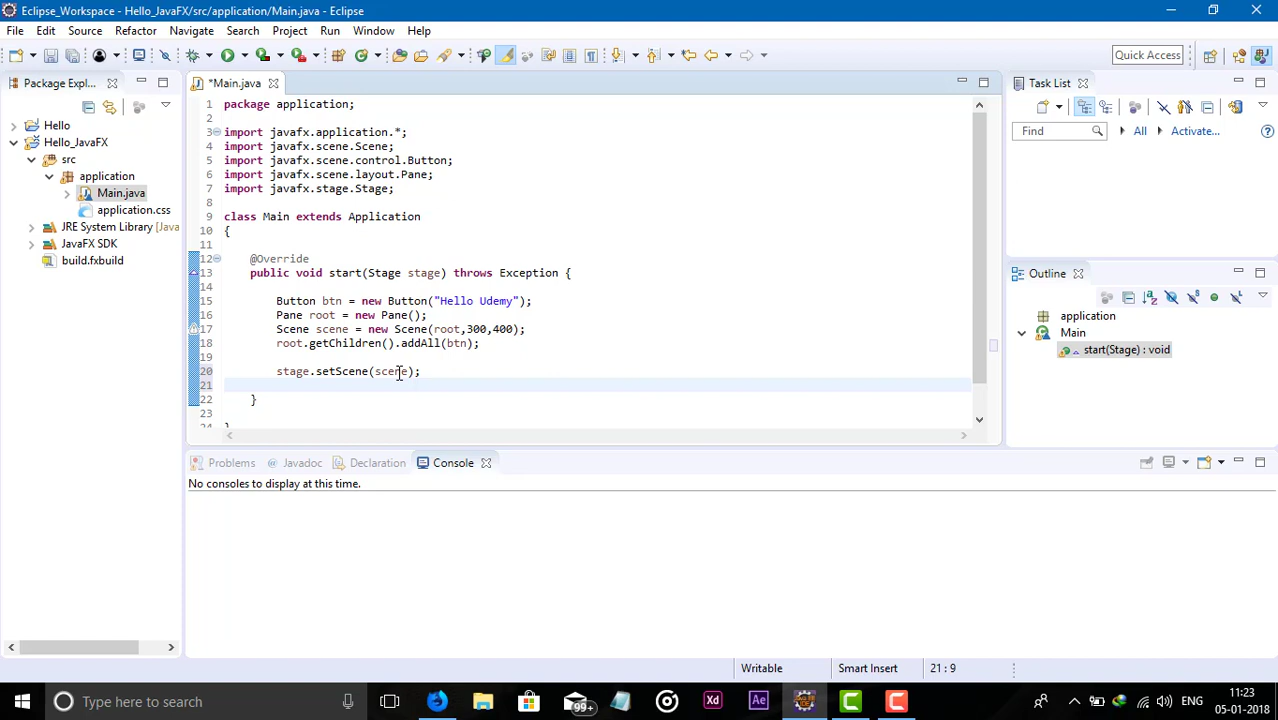 Eclipse_Workspace - Hello_JavaFX/src/application/Main.java - Eclipse
File Edit Source Refactor Navigate Search Project Run Window Help
Quick Access
Package Expl...
*Main.java
Task List
Hello
Hello_JavaFX
src
application
Main.java
application.css
JRE System Library [Java
JavaFX SDK
build.fxbuild
1 package application;
2
3 import javafx.application.*;
4 import javafx.scene.Scene;
5 import javafx.scene.control.Button;
6 import javafx.scene.layout.Pane;
7 import javafx.stage.Stage;
8
9 class Main extends Application
10 {
11
12 @Override
13 public void start(Stage stage) throws Exception {
14
15 Button btn = new Button("Hello Udemy");
16 Pane root = new Pane();
17 Scene scene = new Scene(root,300,400);
18 root.getChildren().addAll(btn);
19
20 stage.setScene(scene);
21
22 }
23
24 }
Find All Activate...
Outline
application
Main
start(Stage) : void
Problems Javadoc Declaration Console
No consoles to display at this time.
Writable Smart Insert 21 : 9
Type here to search
99+
Xd
Ae
ENG
11:23
05-01-2018